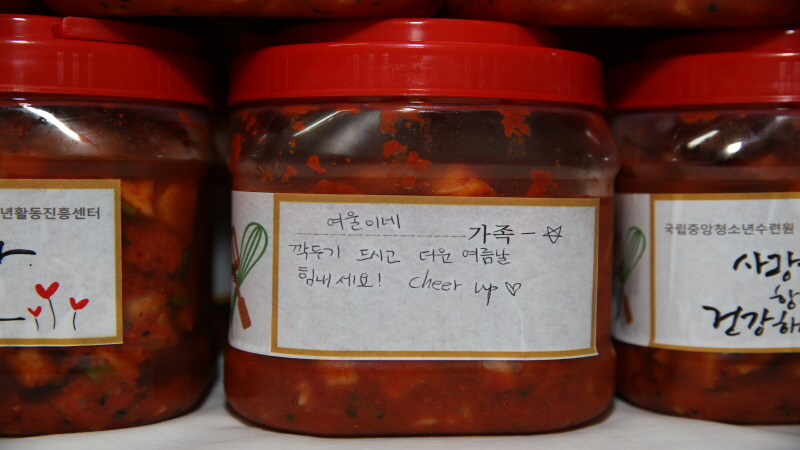 년활동진흥센터
여울이네 가족 - ☆
깍두기 드시고 더운 여름날
힘내세요! cheer up ♡
국립중앙청소년수련원
사랑
항
건강하